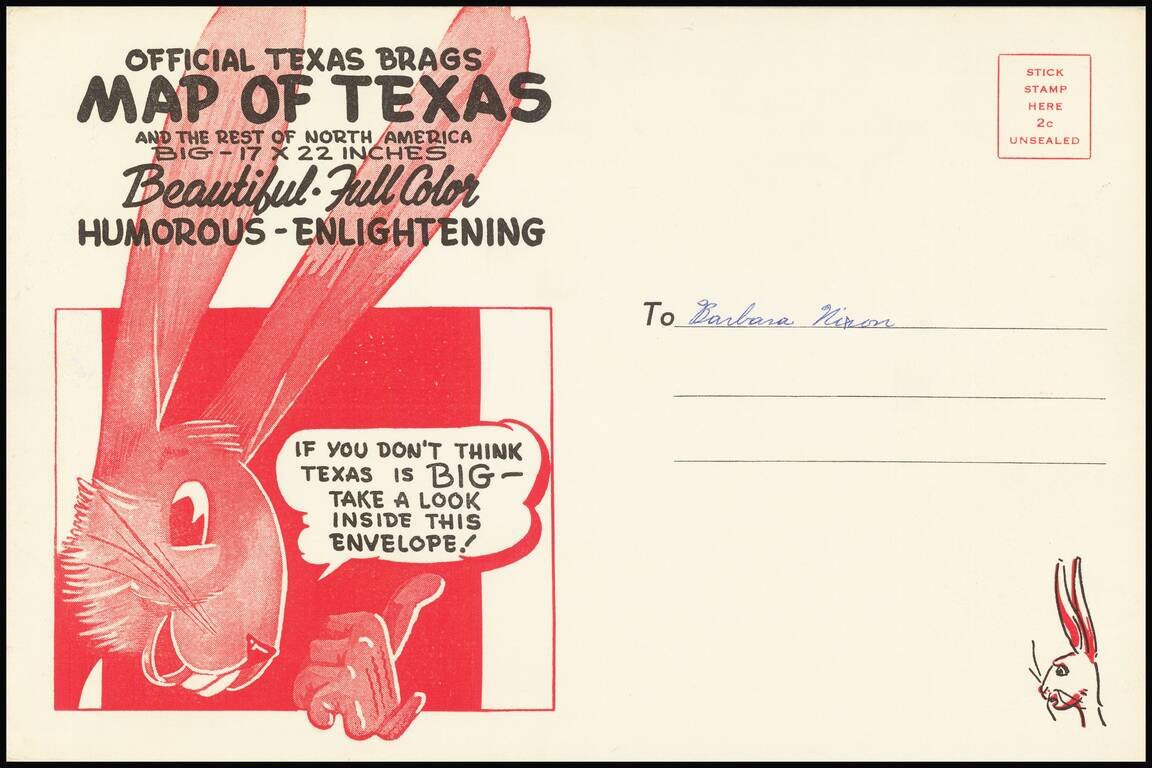 OFFICIAL TEXAS BRAGS
MAP OF TEXAS
AND THE REST OF NORTH AMERICA
BIG - 17 X 22 INCHES
Beautiful · Full Color
HUMOROUS - ENLIGHTENING
IF YOU DON'T THINK
TEXAS IS BIG —
TAKE A LOOK
INSIDE THIS
ENVELOPE!
STICK
STAMP
HERE
2c
UNSEALED
To Barbara Nixon